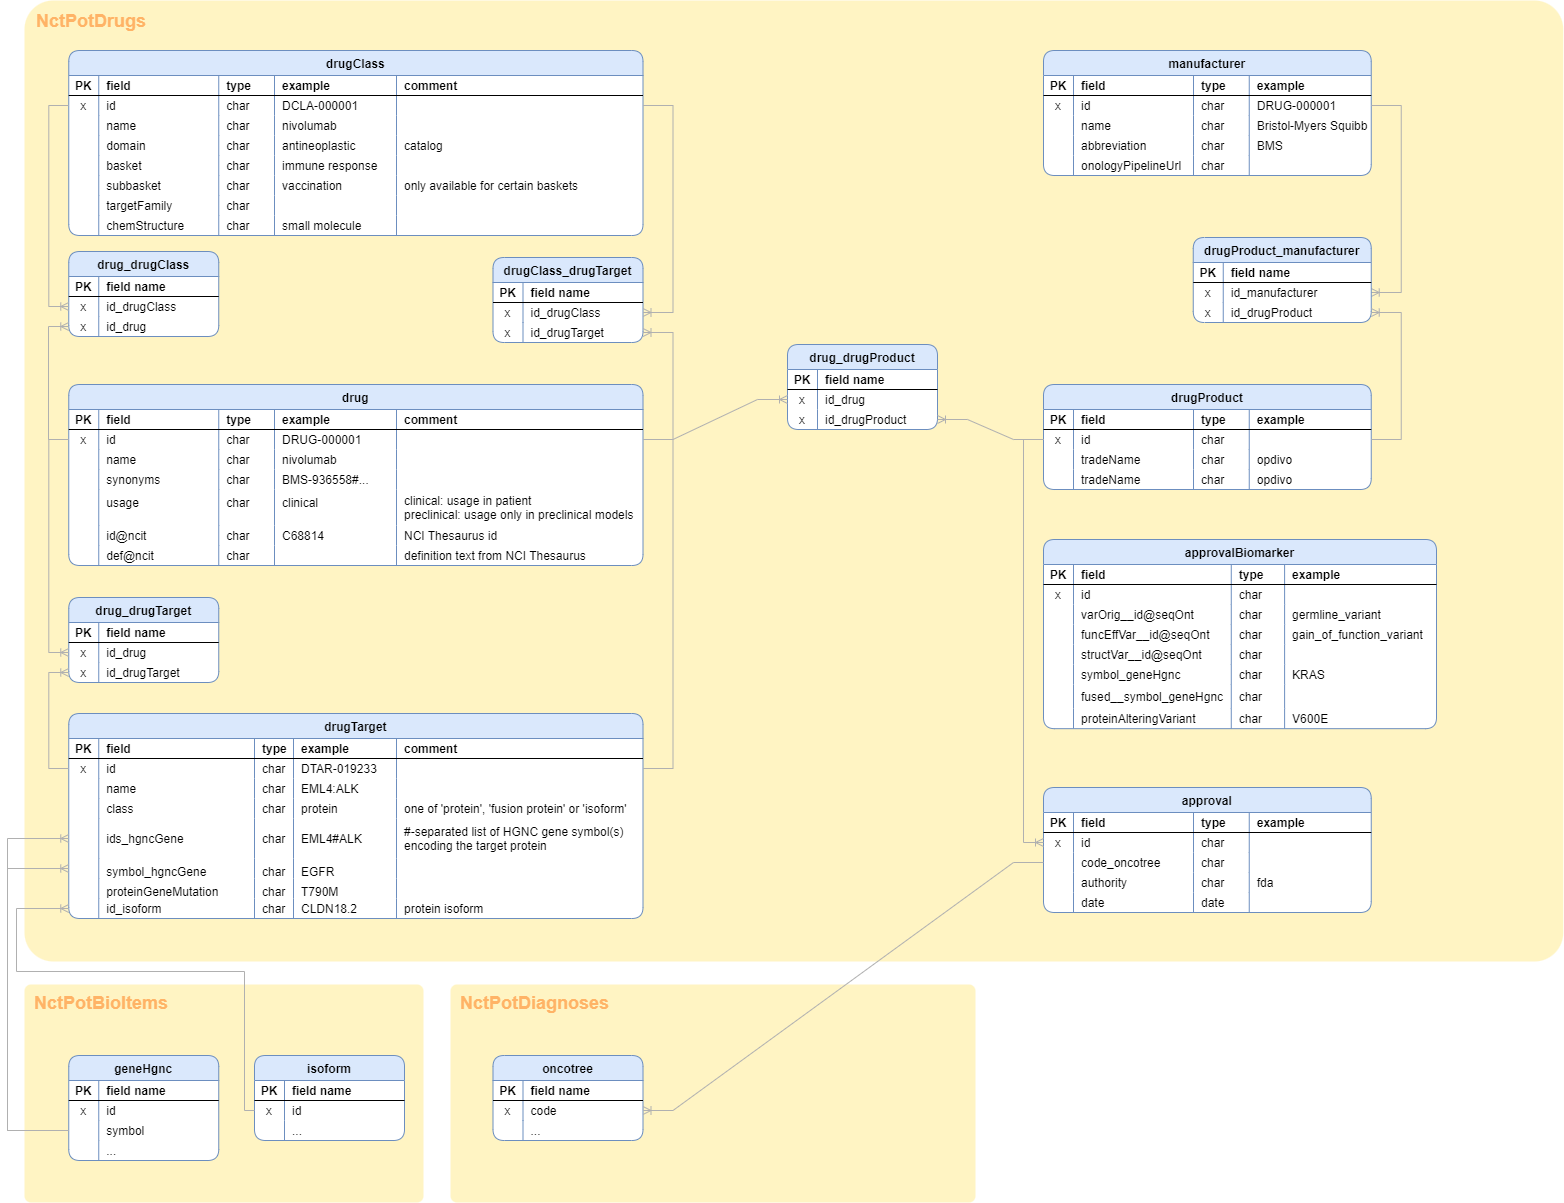 NctPotDrugs
drugClass
PK field type example comment
x id char DCLA-000001
name char nivolumab
domain char antineoplastic catalog
basket char immune response
subbasket char vaccination only available for certain baskets
targetFamily char
chemStructure char small molecule
manufacturer
PK field type example
x id char DRUG-000001
name char Bristol-Myers Squibb
abbreviation char BMS
onologyPipelineUrl char
drug_drugClass
PK field name
x id_drugClass
x id_drug
drugClass_drugTarget
PK field name
x id_drugClass
x id_drugTarget
drugProduct_manufacturer
PK field name
x id_manufacturer
x id_drugProduct
drug_drugProduct
PK field name
x id_drug
x id_drugProduct
drug
PK field type example comment
x id char DRUG-000001
name char nivolumab
synonyms char BMS-936558#...
usage char clinical clinical: usage in patient
preclinical: usage only in preclinical models
id@ncit char C68814 NCI Thesaurus id
def@ncit char definition text from NCI Thesaurus
drugProduct
PK field type example
x id char
tradeName char opdivo
tradeName char opdivo
approvalBiomarker
PK field type example
x id char
varOrig__id@seqOnt char germline_variant
funcEffVar__id@seqOnt char gain_of_function_variant
structVar__id@seqOnt char
symbol_geneHgnc char KRAS
fused__symbol_geneHgnc char
proteinAlteringVariant char V600E
drug_drugTarget
PK field name
x id_drug
x id_drugTarget
drugTarget
PK field type example comment
x id char DTAR-019233
name char EML4:ALK
class char protein one of 'protein', 'fusion protein' or 'isoform'
ids_hgncGene char EML4#ALK #-separated list of HGNC gene symbol(s)
encoding the target protein
symbol_hgncGene char EGFR
proteinGeneMutation char T790M
id_isoform char CLDN18.2 protein isoform
approval
PK field type example
x id char
code_oncotree char
authority char fda
date date
NctPotBioItems
geneHgnc
PK field name
x id
symbol
...
isoform
PK field name
x id
...
NctPotDiagnoses
oncotree
PK field name
x code
...